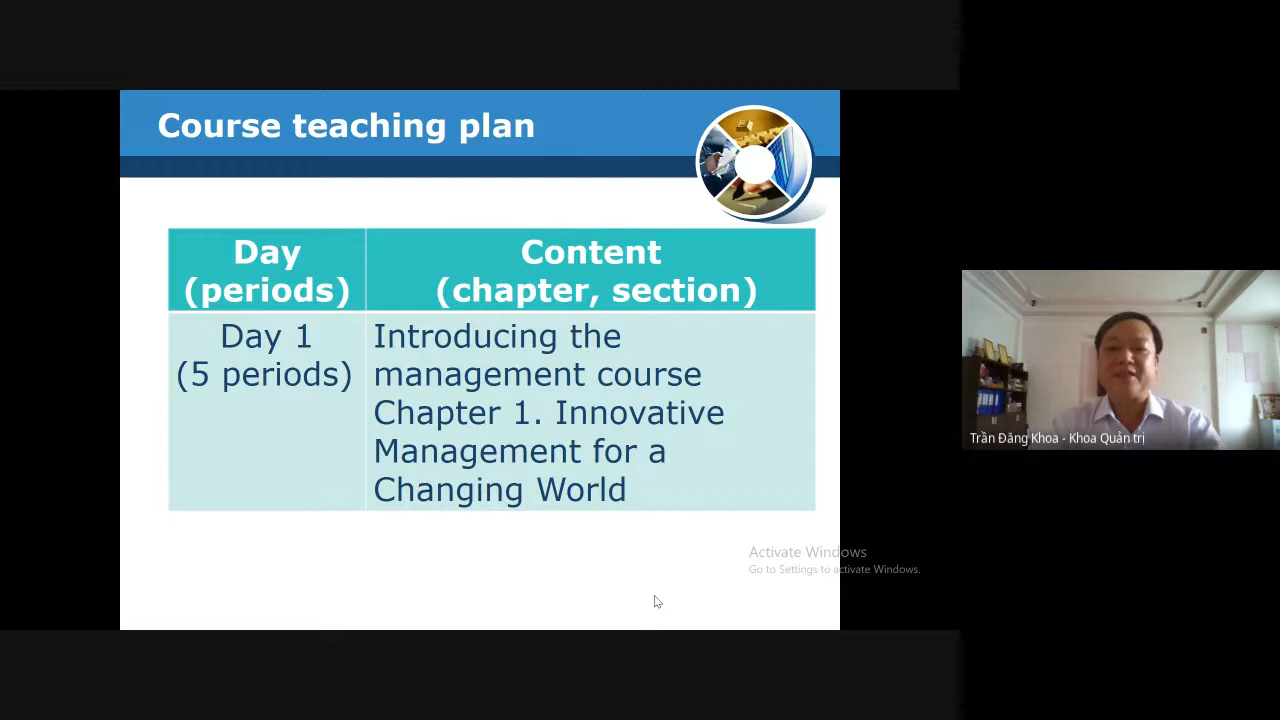 Course teaching plan
Day
(periods)
Content
(chapter, section)
Day 1
(5 periods)
Introducing the
management course
Chapter 1. Innovative
Management for a
Changing World
Trần Đăng Khoa - Khoa Quản trị
Activate Windows
Go to Settings to activate Windows.